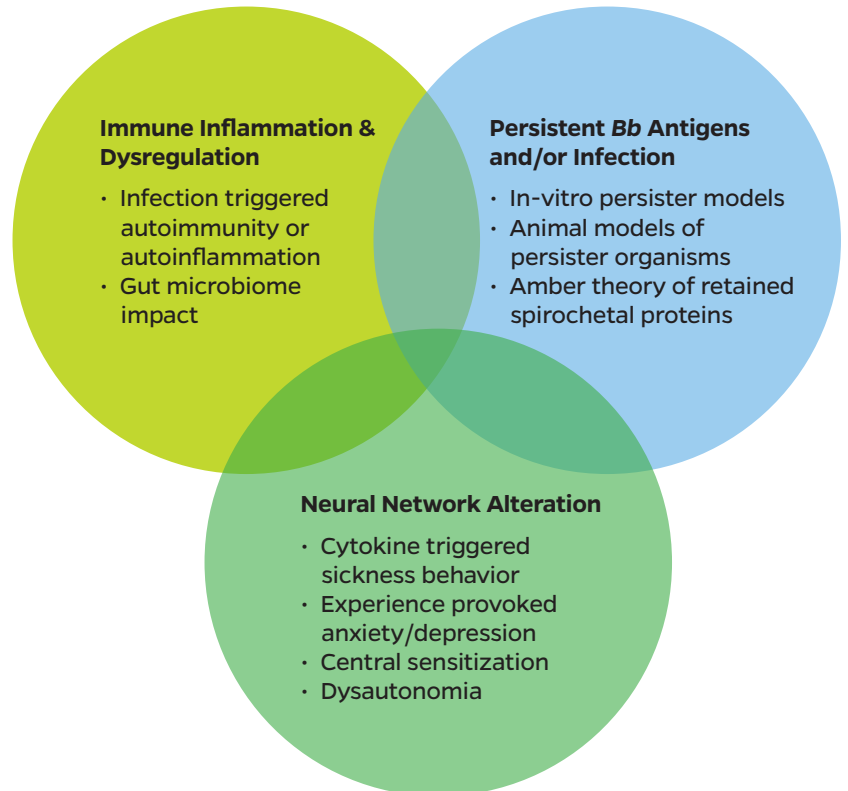 Immune Inflammation &
Dysregulation
· Infection triggered
autoimmunity or
autoinflammation
· Gut microbiome
impact
Persistent Bb Antigens
and/or Infection
· In-vitro persister models
· Animal models of
persister organisms
· Amber theory of retained
spirochetal proteins
Neural Network Alteration
· Cytokine triggered
sickness behavior
· Experience provoked
anxiety/depression
· Central sensitization
· Dysautonomia